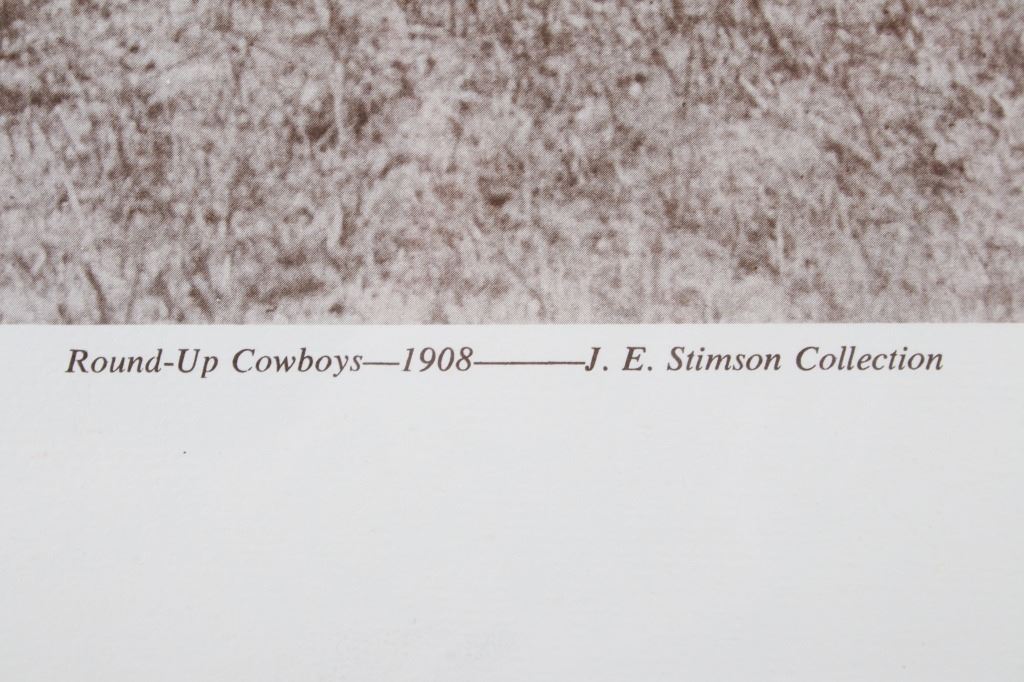 Round-Up Cowboys—1908———J. E. Stimson Collection